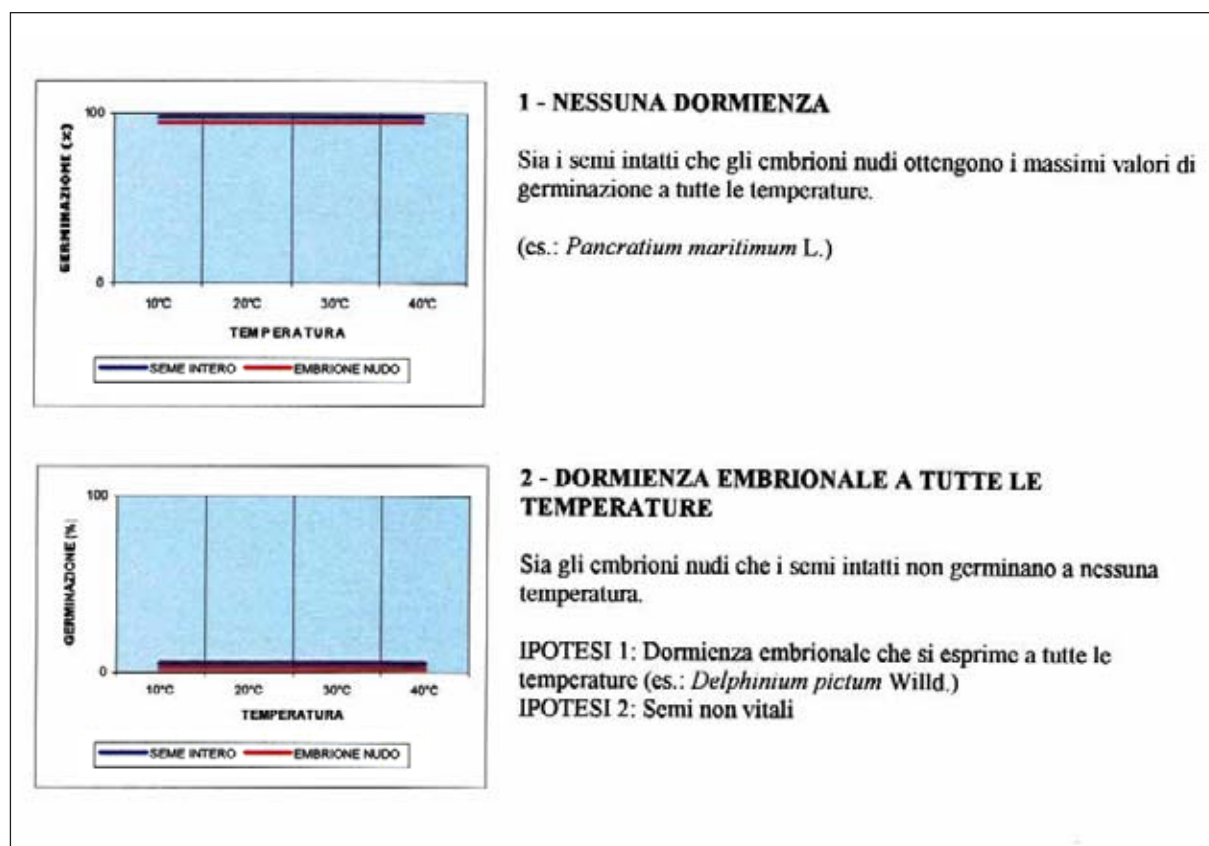 100
GERMINAZIONE (%)
0
10°C 20°C 30°C 40°C
TEMPERATURA
SEME INTERO EMBRIONE NUDO
1 - NESSUNA DORMIENZA
Sia i semi intatti che gli embrioni nudi ottengono i massimi valori di
germinazione a tutte le temperature.
(es.: Pancratium maritimum L.)
100
GERMINAZIONE (%)
0
10°C 20°C 30°C 40°C
TEMPERATURA
SEME INTERO EMBRIONE NUDO
2 - DORMIENZA EMBRIONALE A TUTTE LE
TEMPERATURE
Sia gli embrioni nudi che i semi intatti non germinano a nessuna
temperatura.
IPOTESI 1: Dormienza embrionale che si esprime a tutte le
temperature (es.: Delphinium pictum Willd.)
IPOTESI 2: Semi non vitali